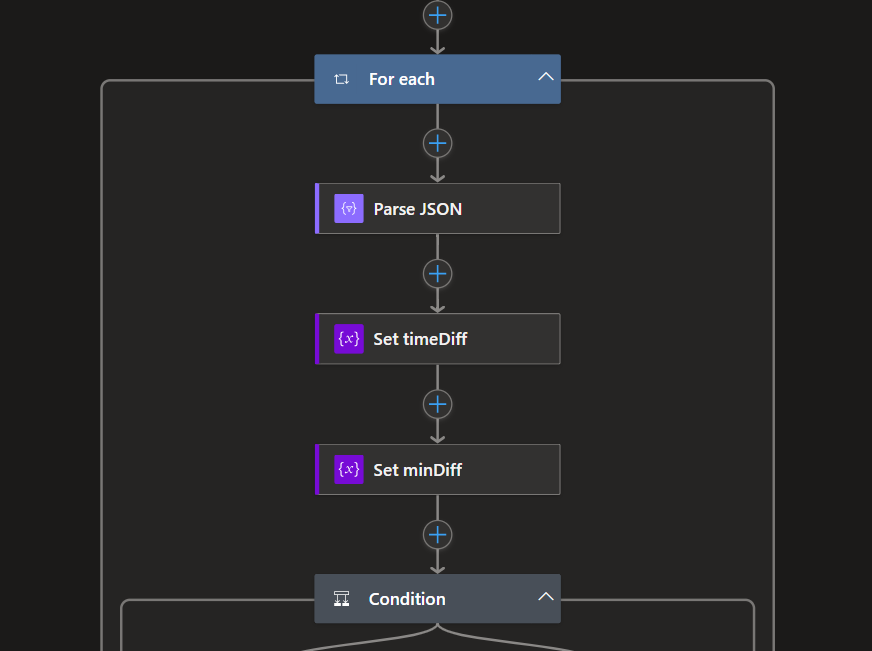 For each
Parse JSON
{x} Set timeDiff
{x} Set minDiff
Condition